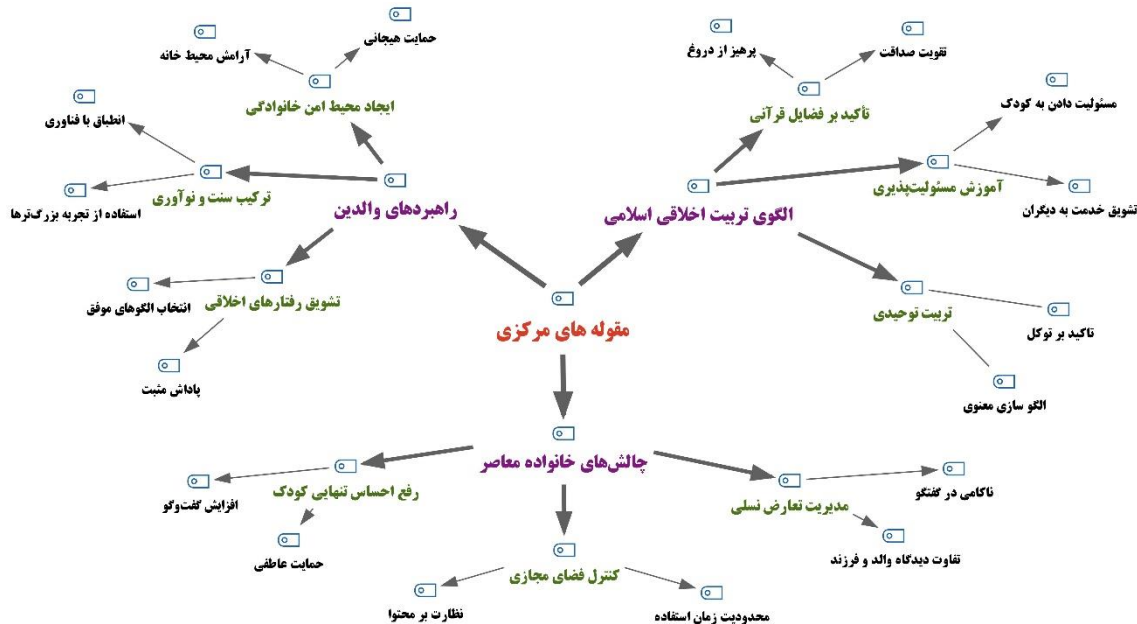 مقوله های مرکزی
الگوی تربیت اخلاقی اسلامی
تأکید بر فضایل قرآنی
تقویت صداقت
پرهیز از دروغ
آموزش مسئولیت‌پذیری
مسئولیت دادن به کودک
تشویق خدمت به دیگران
تربیت توحیدی
تاکید بر توکل
الگو سازی معنوی
راهبردهای والدین
ایجاد محیط امن خانوادگی
حمایت هیجانی
آرامش محیط خانه
ترکیب سنت و نوآوری
انطباق با فناوری
استفاده از تجربه بزرگ‌ترها
تشویق رفتارهای اخلاقی
انتخاب الگوهای موفق
پاداش مثبت
چالش‌های خانواده معاصر
مدیریت تعارض نسلی
ناکامی در گفتگو
تفاوت دیدگاه والد و فرزند
کنترل فضای مجازی
محدودیت زمان استفاده
نظارت بر محتوا
رفع احساس تنهایی کودک
افزایش گفت‌وگو
حمایت عاطفی